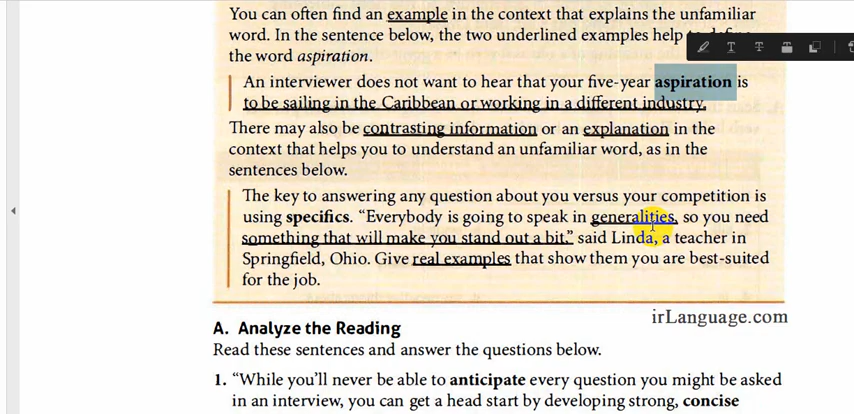 You can often find an example in the context that explains the unfamiliar
word. In the sentence below, the two underlined examples help to define
the word aspiration.
An interviewer does not want to hear that your five-year aspiration is
to be sailing in the Caribbean or working in a different industry.
There may also be contrasting information or an explanation in the
context that helps you to understand an unfamiliar word, as in the
sentences below.
The key to answering any question about you versus your competition is
using specifics. “Everybody is going to speak in generalities, so you need
something that will make you stand out a bit,” said Linda, a teacher in
Springfield, Ohio. Give real examples that show them you are best-suited
for the job.
irLanguage.com
A. Analyze the Reading
Read these sentences and answer the questions below.
1. “While you’ll never be able to anticipate every question you might be asked
in an interview, you can get a head start by developing strong, concise